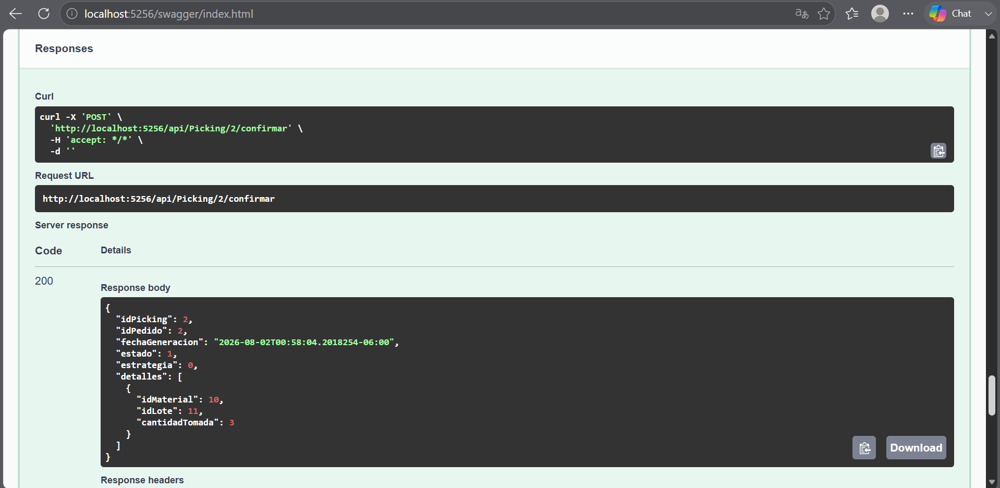 localhost:5256/swagger/index.html
Chat
Responses
Curl
curl -X 'POST' \
  'http://localhost:5256/api/Picking/2/confirmar' \
  -H 'accept: */*' \
  -d ''
Request URL
http://localhost:5256/api/Picking/2/confirmar
Server response
Code Details
200
Response body
{
  "idPicking": 2,
  "idPedido": 2,
  "fechaGeneracion": "2026-08-02T00:58:04.2018254-06:00",
  "estado": 1,
  "estrategia": 0,
  "detalles": [
    {
      "idMaterial": 10,
      "idLote": 11,
      "cantidadTomada": 3
    }
  ]
}
Download
Response headers